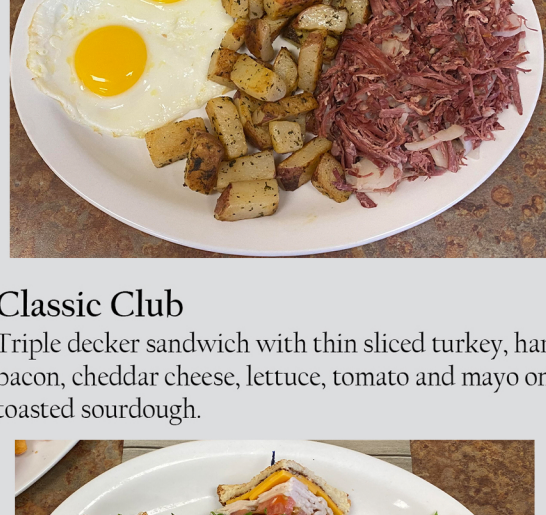 Classic Club
Triple decker sandwich with thin sliced turkey,
bacon, cheddar cheese, lettuce, tomato and mayo
toasted sourdough.